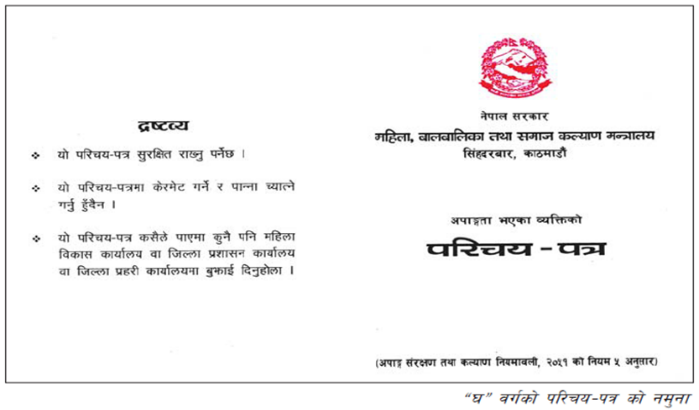 द्रष्टव्य
❖ यो परिचय-पत्र सुरक्षित राख्नु पर्नेछ ।
❖ यो परिचय-पत्रमा केरमेट गर्ने र पान्ना च्यात्ने
गर्नु हुँदैन ।
❖ यो परिचय-पत्र कसैले पाएमा कुनै पनि महिला
विकास कार्यालय वा जिल्ला प्रशासन कार्यालय
वा जिल्ला प्रहरी कार्यालयमा बुझाई दिनुहोला ।
नेपाल सरकार
महिला, बालबालिका तथा समाज कल्याण मन्त्रालय
सिंहदरबार, काठमाडौं
अपाङ्गता भएका व्यक्तिको
परिचय - पत्र
(अपाङ्ग संरक्षण तथा कल्याण नियमावली, २०५१ को नियम ५ अनुसार)
“घ” वर्गको परिचय-पत्र को नमुना